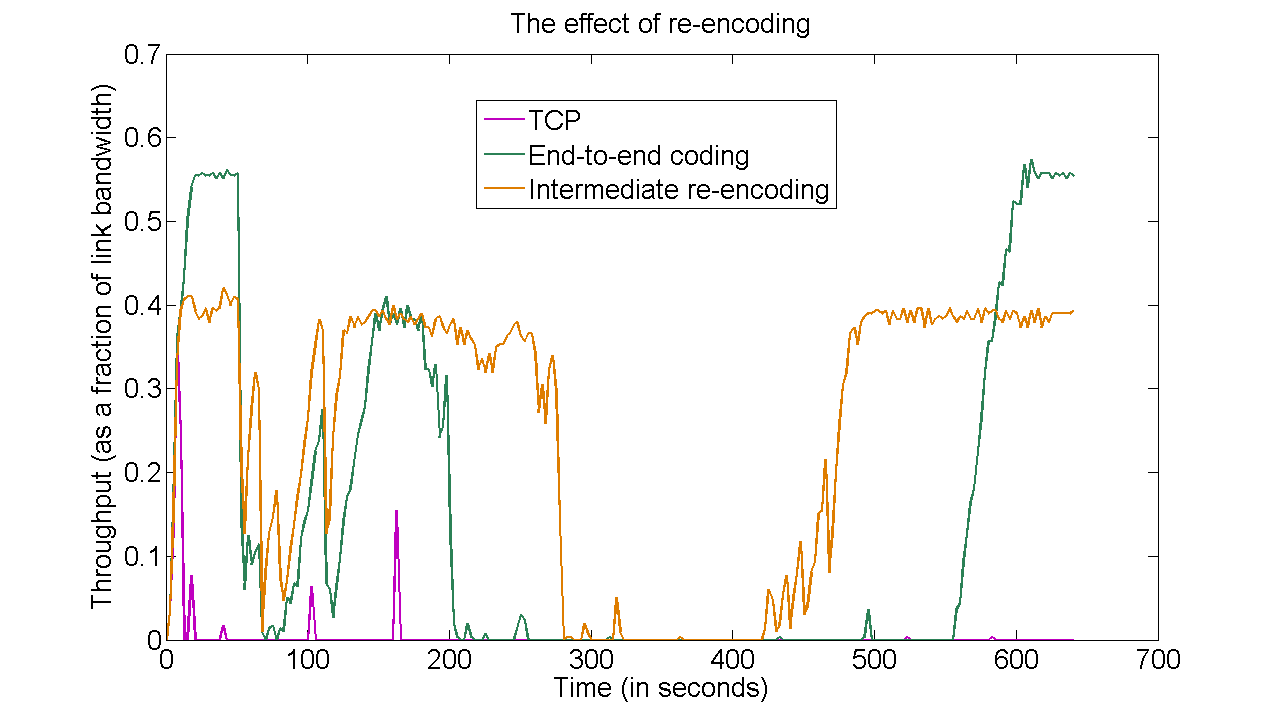 The effect of re-encoding
0.7
0.6
0.5
0.4
0.3
0.2
0.1
0
Throughput (as a fraction of link bandwidth)
TCP
End-to-end coding
Intermediate re-encoding
0 100 200 300 400 500 600 700
Time (in seconds)